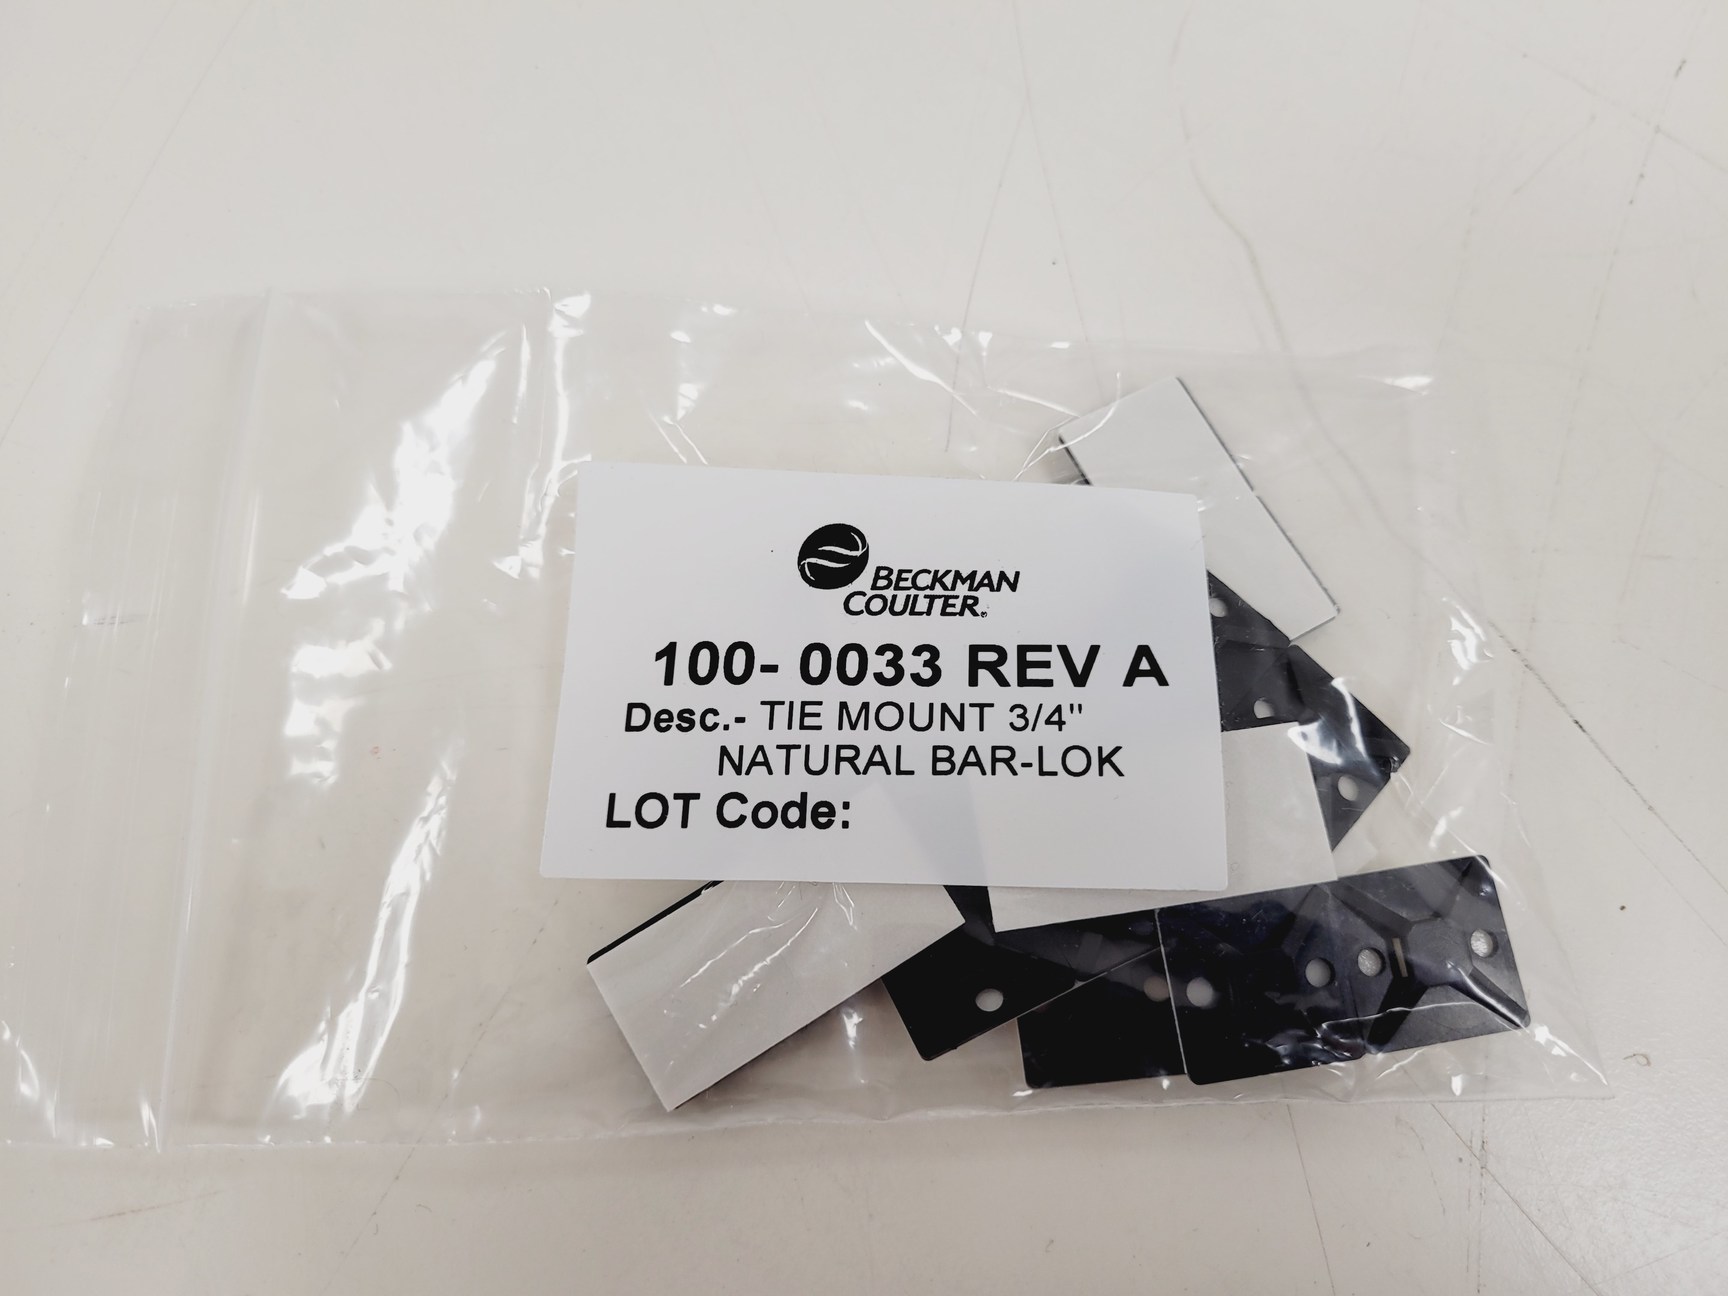 BECKMAN
COULTER®
100- 0033 REV A
Desc.- TIE MOUNT 3/4"
NATURAL BAR-LOK
LOT Code: